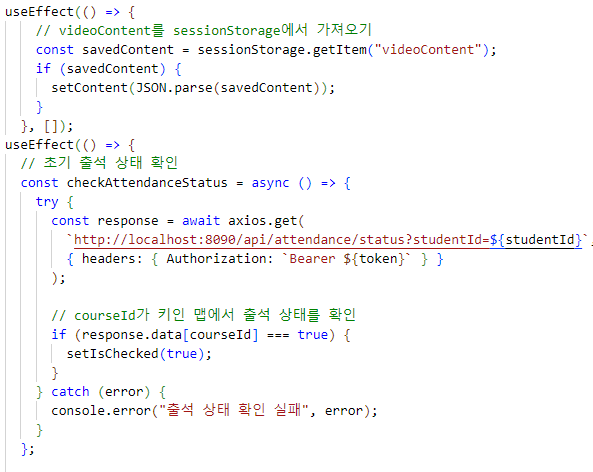 useEffect(() => {
    // videoContent를 sessionStorage에서 가져오기
    const savedContent = sessionStorage.getItem("videoContent");
    if (savedContent) {
      setContent(JSON.parse(savedContent));
    }
  }, []);
useEffect(() => {
  // 초기 출석 상태 확인
  const checkAttendanceStatus = async () => {
    try {
      const response = await axios.get(
        `http://localhost:8090/api/attendance/status?studentId=${studentId}`,
        { headers: { Authorization: `Bearer ${token}` } }
      );

      // courseId가 키인 맵에서 출석 상태를 확인
      if (response.data[courseId] === true) {
        setIsChecked(true);
      }
    } catch (error) {
      console.error("출석 상태 확인 실패", error);
    }
  };